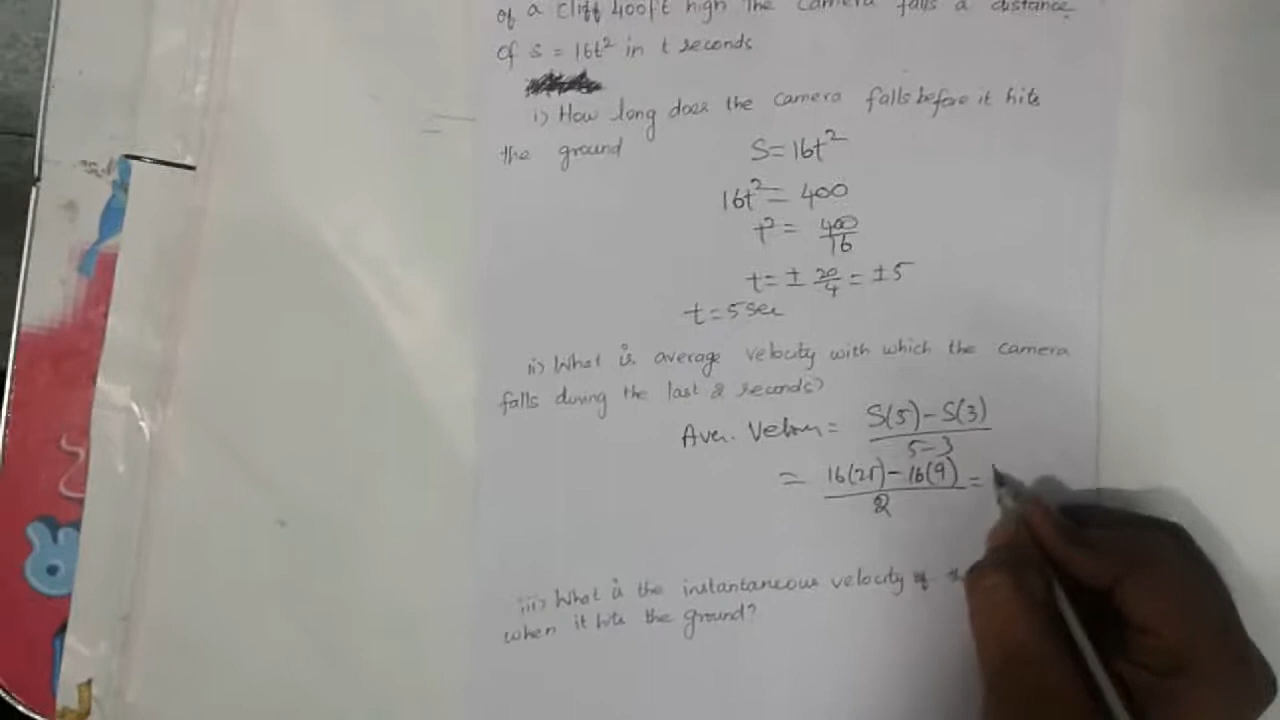 of a cliff 400ft high the camera falls a distance
of s = 16t² in t seconds
i) How long does the camera falls before it hits
the ground
S = 16t²
16t² = 400
t² = 400/16
t = ± 20/4 = ±5
t = 5 sec
ii) What is average velocity with which the camera
falls during the last 2 seconds?
Aver. Velocity = S(5) - S(3) / 5 - 3
= 16(25) - 16(9) / 2 =
iii) What is the instantaneous velocity of
when it hits the ground?